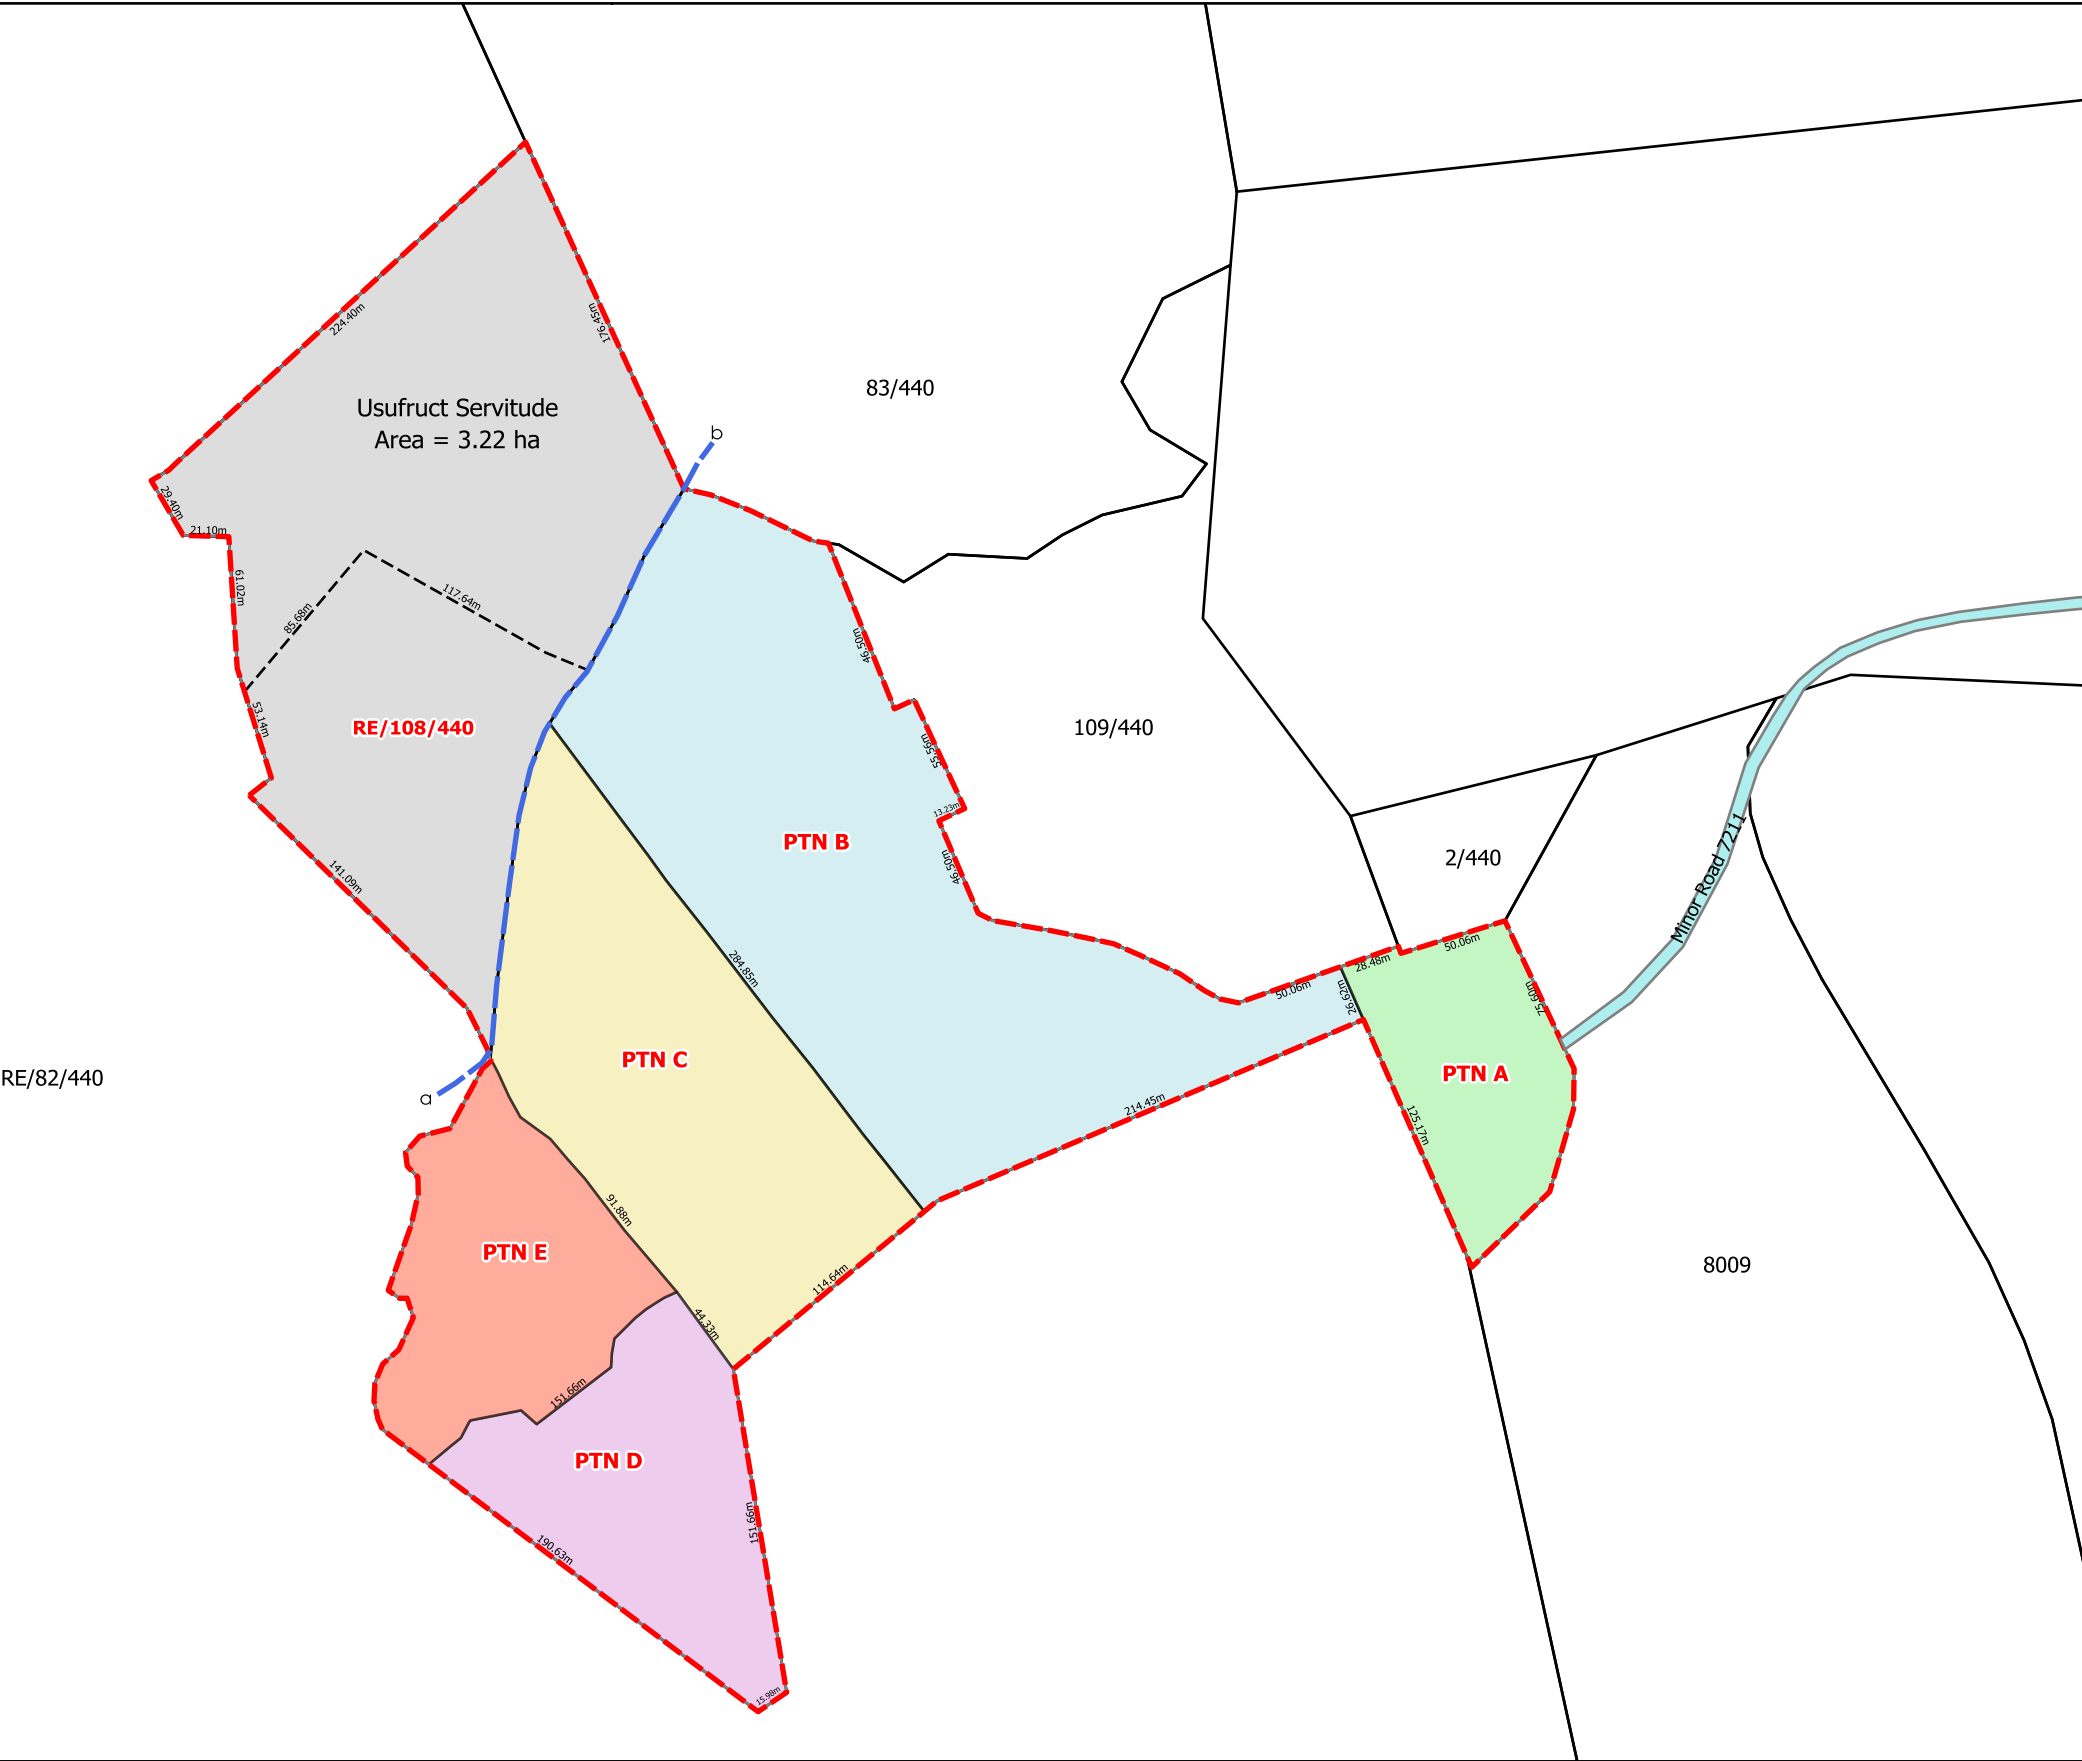 224.40m
176.45m
83/440
Usufruct Servitude
Area = 3.22 ha
b
29.40m
21.10m
61.02m
85.68m
117.64m
46.50m
53.14m
RE/108/440
109/440
55.56m
13.23m
PTN B
46.50m
2/440
Minor Road 7211
141.09m
284.85m
50.06m
28.48m
50.06m
26.62m
75.60m
PTN C
PTN A
RE/82/440
a
214.45m
125.17m
91.88m
PTN E
114.64m
8009
44.33m
151.66m
PTN D
151.66m
190.63m
15.98m